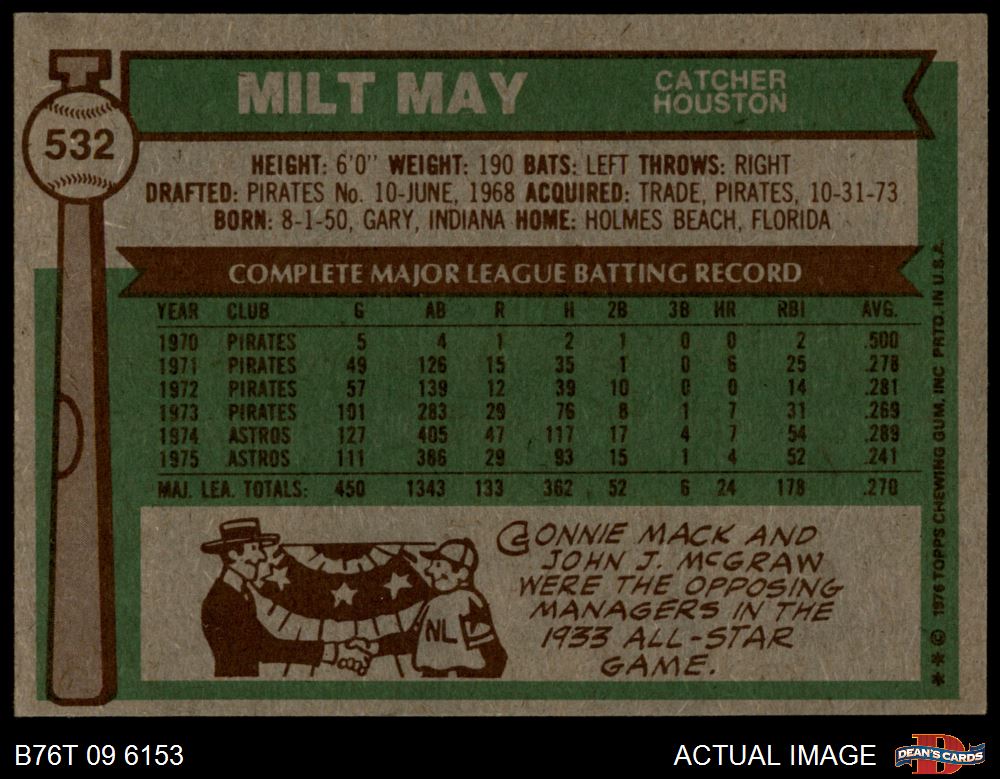 532
MILT MAY
CATCHER
HOUSTON
HEIGHT: 6'0" WEIGHT: 190 BATS: LEFT THROWS: RIGHT
DRAFTED: PIRATES No. 10-JUNE, 1968 ACQUIRED: TRADE, PIRATES, 10-31-73
BORN: 8-1-50, GARY, INDIANA HOME: HOLMES BEACH, FLORIDA
COMPLETE MAJOR LEAGUE BATTING RECORD
YEAR CLUB G AB R H 2B 3B HR RBI AVG.
1970 PIRATES 5 4 1 2 1 0 0 2 .500
1971 PIRATES 49 126 15 35 1 0 6 25 .278
1972 PIRATES 57 139 12 39 10 0 0 14 .281
1973 PIRATES 101 283 29 76 8 1 7 31 .269
1974 ASTROS 127 405 47 117 17 4 7 54 .289
1975 ASTROS 111 386 29 93 15 1 4 52 .241
MAJ. LEA. TOTALS: 450 1343 133 362 52 6 24 178 .270
CONNIE MACK AND
JOHN J. McGRAW
WERE THE OPPOSING
MANAGERS IN THE
1933 ALL-STAR
GAME.
NL
* * © 1976 TOPPS CHEWING GUM, INC PRTD. IN U.S.A.
B76T 09 6153
ACTUAL IMAGE
DEAN'S CARDS